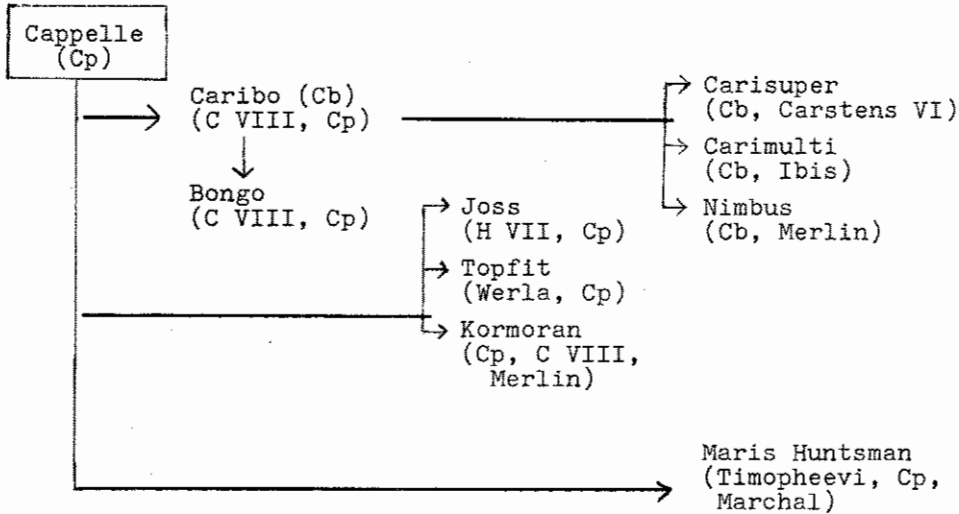 Cappelle
(Cp)
Caribo (Cb)
(C VIII, Cp)
Bongo
(C VIII, Cp)
Carisuper
(Cb, Carstens VI)
Carimulti
(Cb, Ibis)
Nimbus
(Cb, Merlin)
Joss
(H VII, Cp)
Topfit
(Werla, Cp)
Kormoran
(Cp, C VIII,
Merlin)
Maris Huntsman
(Timopheevi, Cp,
Marchal)